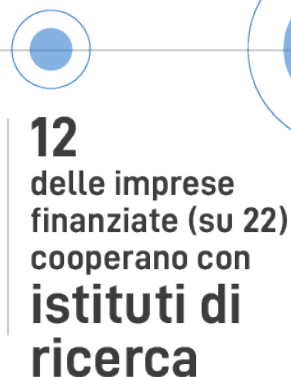 12
delle imprese
finanziate (su 22)
cooperano con
istituti di
ricerca